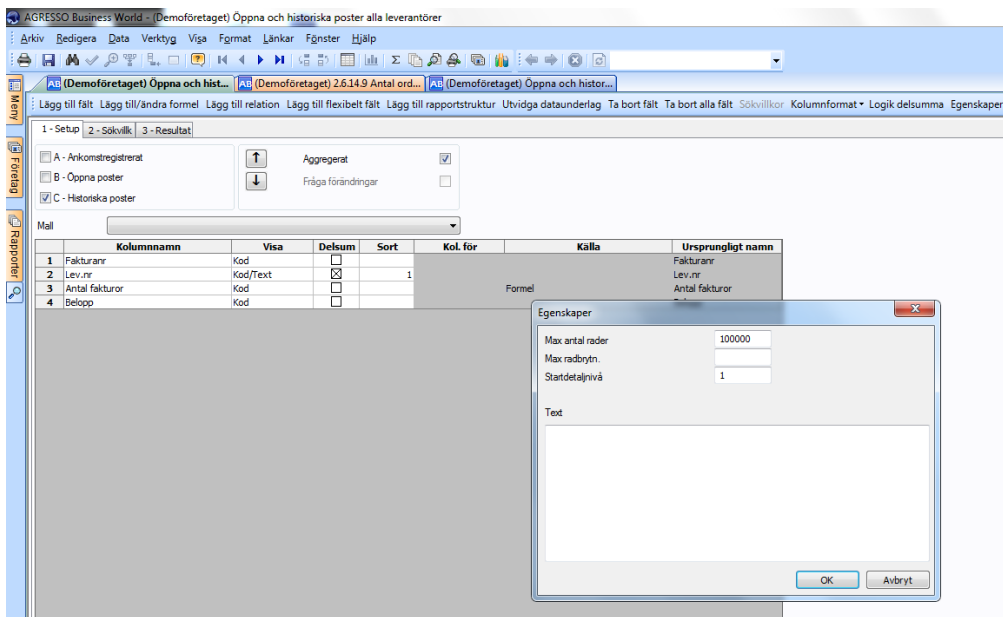 AGRESSO Business World - (Demoföretaget) Öppna och historiska poster alla leverantörer
Arkiv Redigera Data Verktyg Visa Format Länkar Fönster Hjälp
(Demoföretaget) Öppna och hist... (Demoföretaget) 2.6.14.9 Antal ord... (Demoföretaget) Öppna och histor...
Lägg till fält Lägg till/ändra formel Lägg till relation Lägg till flexibelt fält Lägg till rapportstruktur Utvidga dataunderlag Ta bort fält Ta bort alla fält Sökvillkor Kolumnformat Logik delsumma Egenskaper
Meny
Företag
Rapporter
1 - Setup 2 - Sökvillk 3 - Resultat
A - Ankomstregistrerat
B - Öppna poster
C - Historiska poster
Aggregerat
Fråga förändringar
Mall
Kolumnnamn Visa Delsum Sort Kol. för Källa Ursprungligt namn
1 Fakturanr Kod Fakturanr
2 Lev.nr Kod/Text 1 Lev.nr
3 Antal fakturor Kod Formel Antal fakturor
4 Belopp Kod
Egenskaper
Max antal rader 100000
Max radbrytn.
Startdetaljnivå 1
Text
OK Avbryt